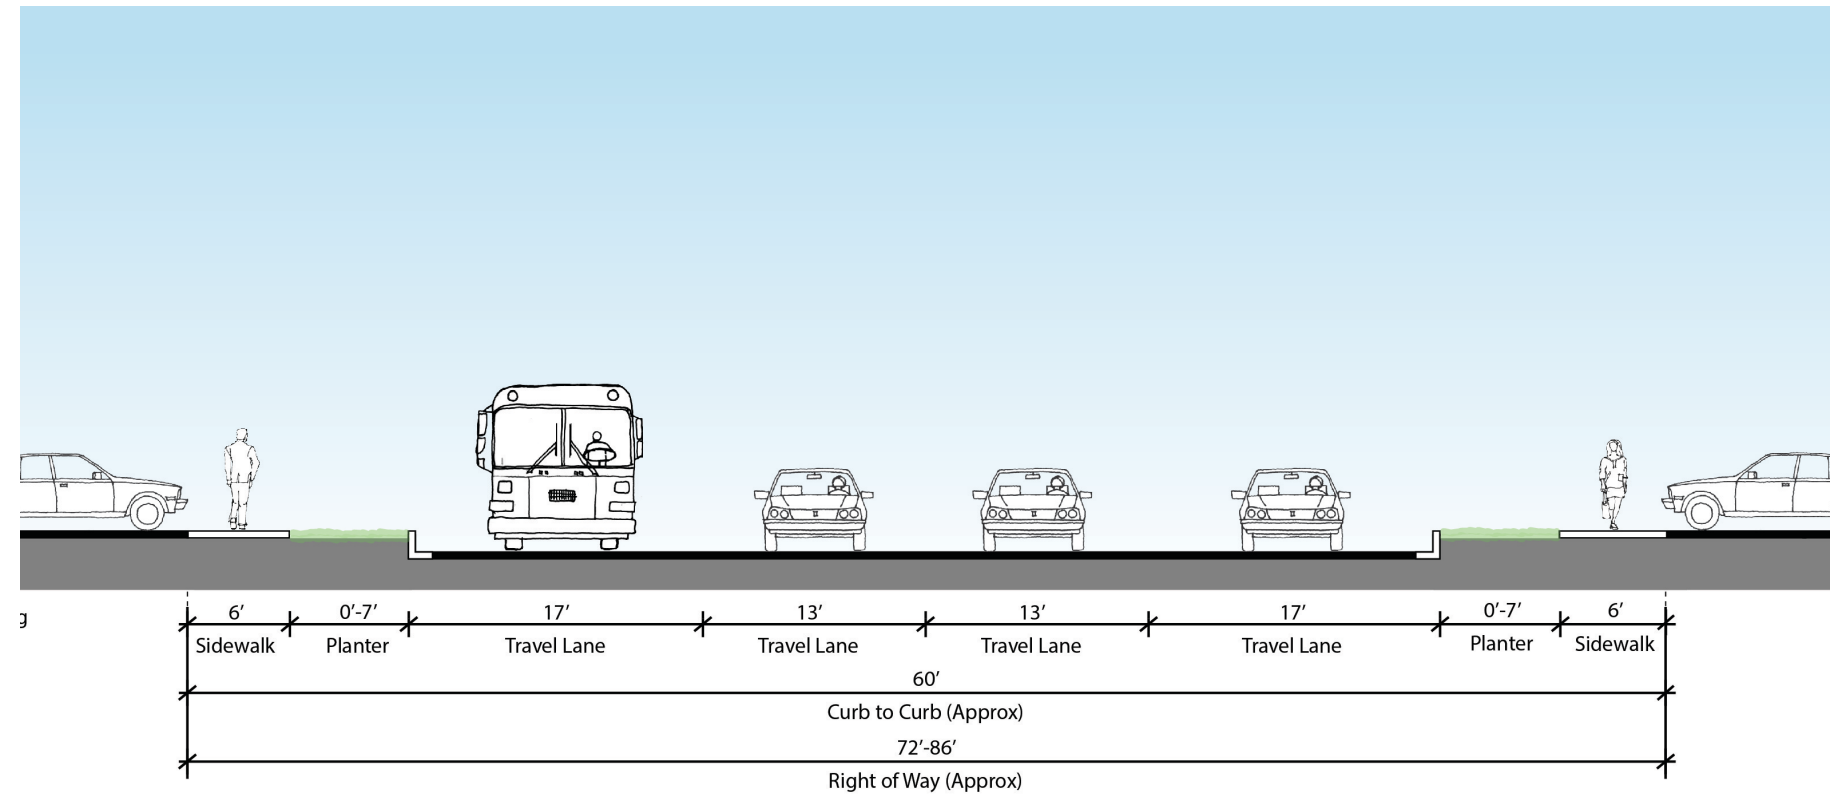 6’ 0’-7’ 17’ 13’ 13’ 17’ 0’-7’ 6’
g Sidewalk Planter Travel Lane Travel Lane Travel Lane Travel Lane Planter Sidewalk
60’
Curb to Curb (Approx)
72’-86’
Right of Way (Approx)